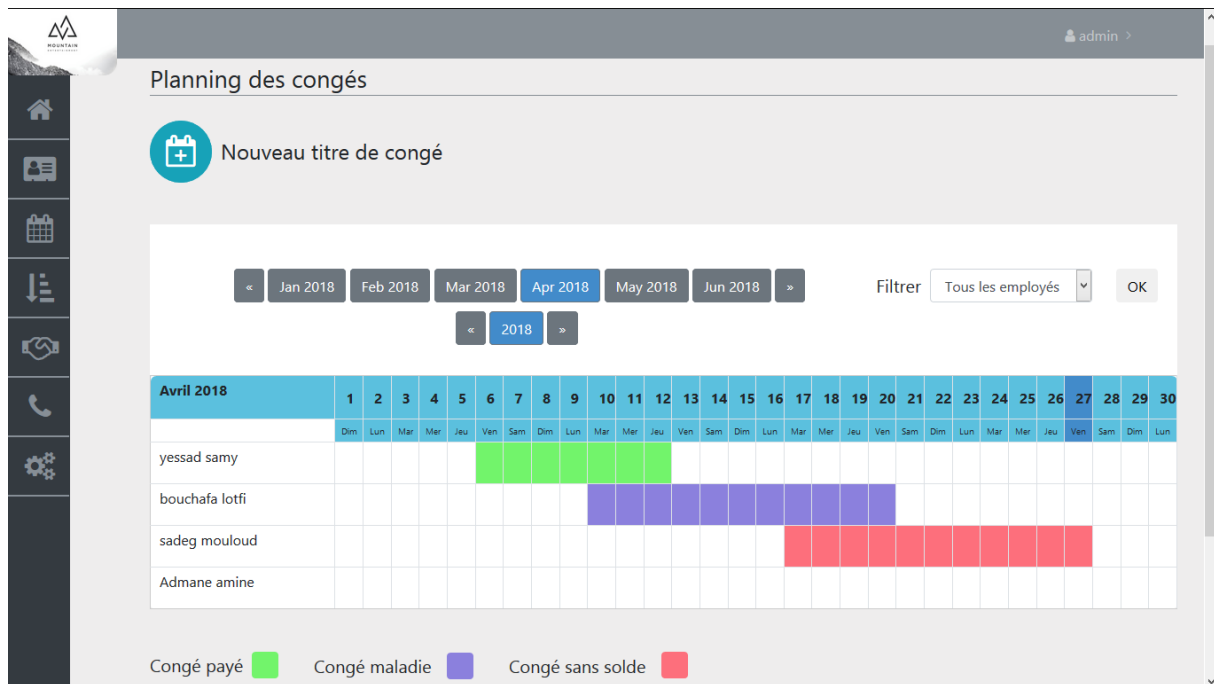 MOUNTAIN
admin >
Planning des congés
Nouveau titre de congé
« Jan 2018 Feb 2018 Mar 2018 Apr 2018 May 2018 Jun 2018 » Filtrer Tous les employés OK
« 2018 »
Avril 2018 1 2 3 4 5 6 7 8 9 10 11 12 13 14 15 16 17 18 19 20 21 22 23 24 25 26 27 28 29 30
Dim Lun Mar Mer Jeu Ven Sam Dim Lun Mar Mer Jeu Ven Sam Dim Lun Mar Mer Jeu Ven Sam Dim Lun Mar Mer Jeu Ven Sam Dim Lun
yessad samy
bouchafa lotfi
sadeg mouloud
Admane amine
Congé payé Congé maladie Congé sans solde